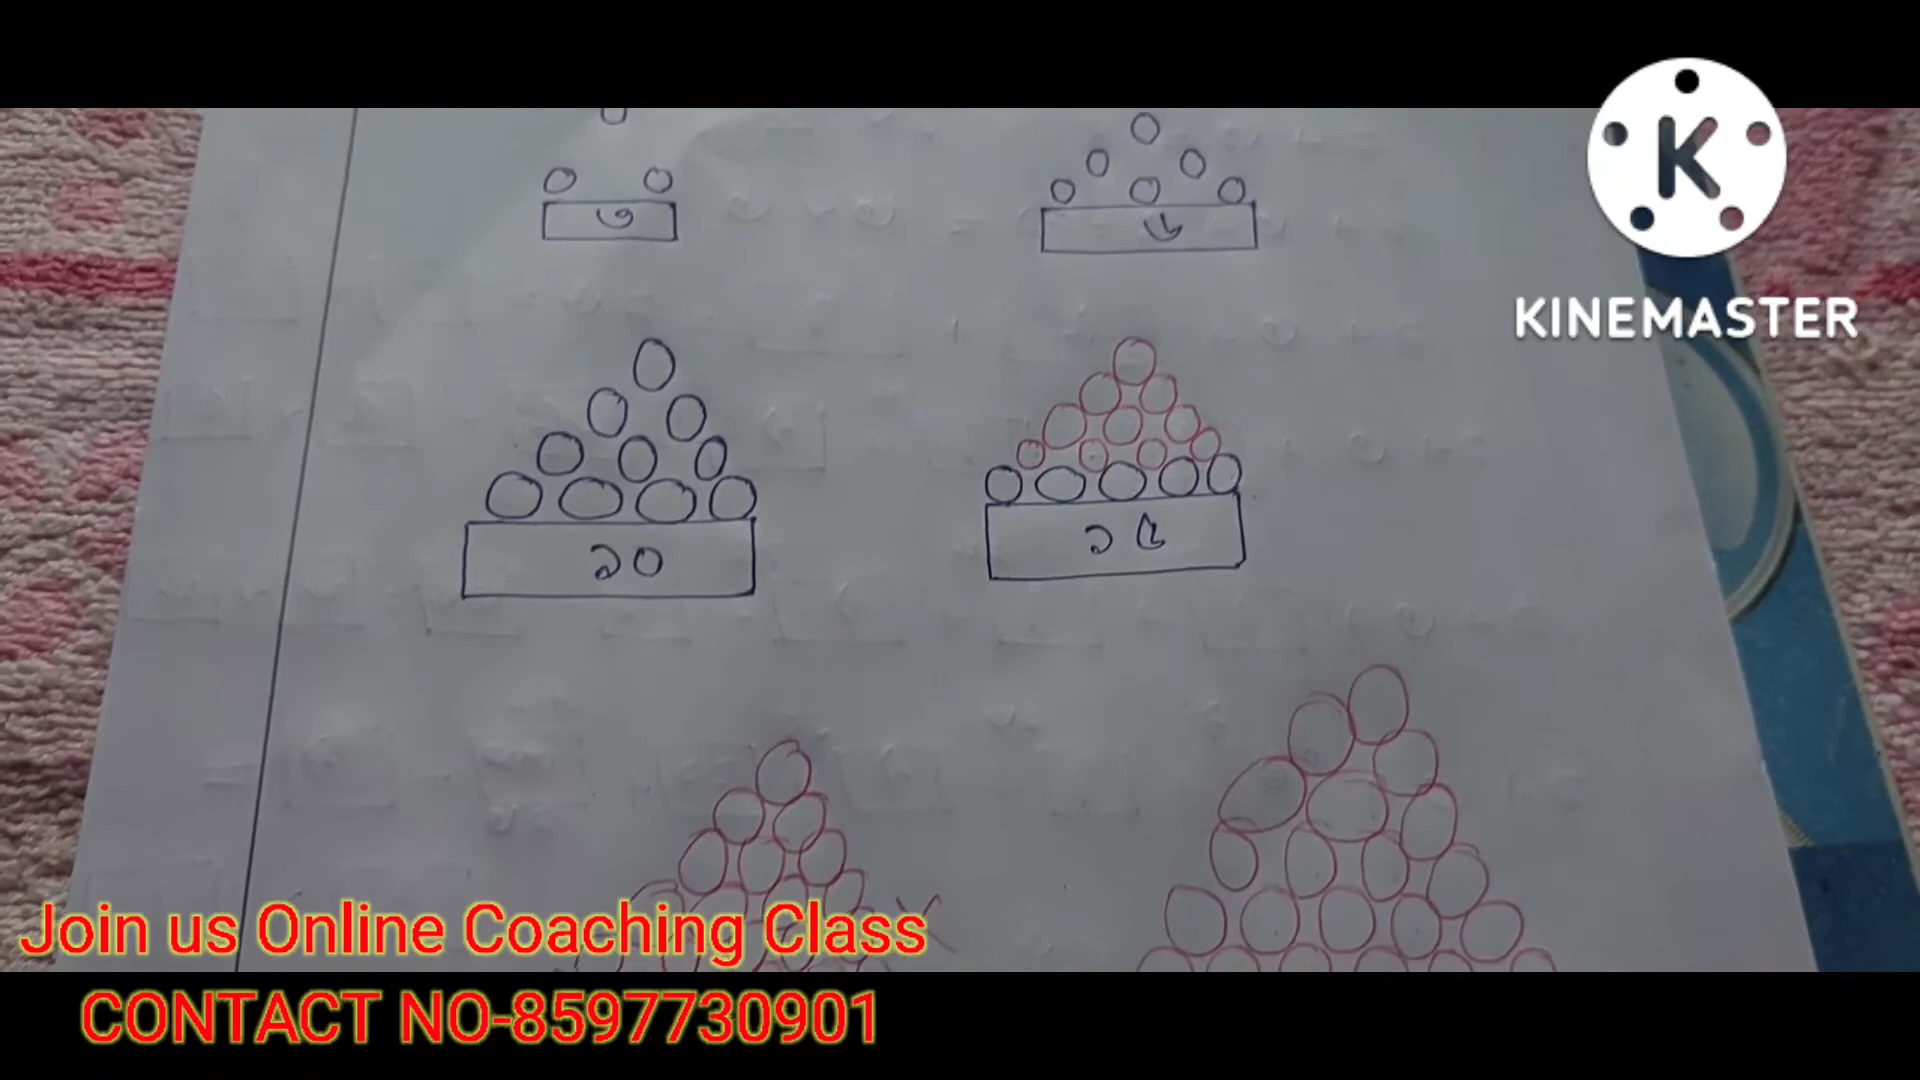 K
KINEMASTER
৩
৬
১০
১৫
Join us Online Coaching Class
CONTACT NO-8597730901